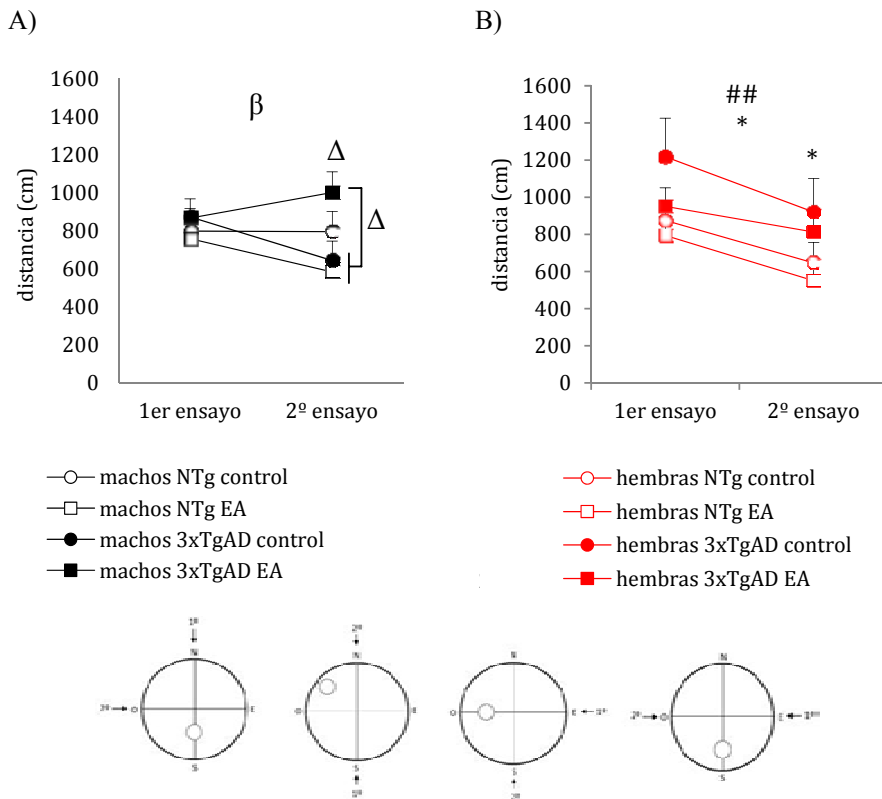 A)
1600
1400
1200
1000
800
600
400
200
0
distancia (cm)
β
Δ
Δ
1er ensayo 2º ensayo
machos NTg control
machos NTg EA
machos 3xTgAD control
machos 3xTgAD EA
B)
1600
1400
1200
1000
800
600
400
200
0
distancia (cm)
##
*
*
1er ensayo 2º ensayo
hembras NTg control
hembras NTg EA
hembras 3xTgAD control
hembras 3xTgAD EA
N
O E
S
N
S
N
O E
S
N
E
S